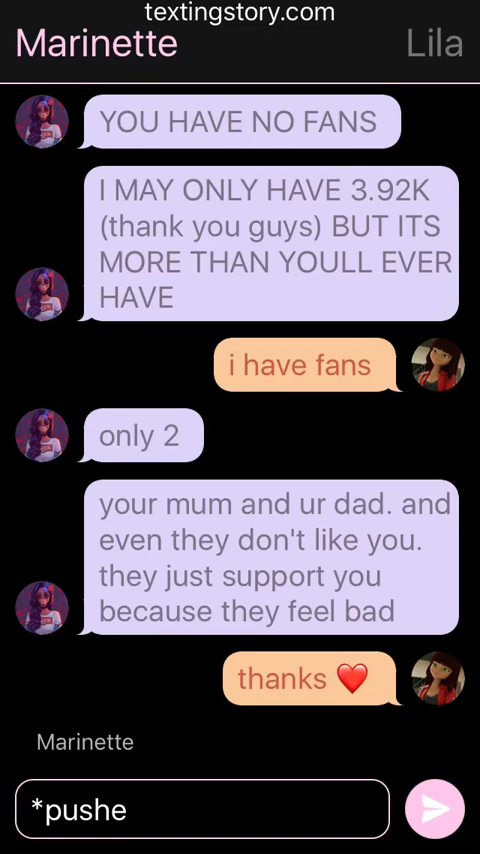 textingstory.com
Marinette
Lila
YOU HAVE NO FANS
I MAY ONLY HAVE 3.92K
(thank you guys) BUT ITS
MORE THAN YOULL EVER
HAVE
i have fans
only 2
your mum and ur dad. and
even they don't like you.
they just support you
because they feel bad
thanks ❤️
Marinette
*pushe